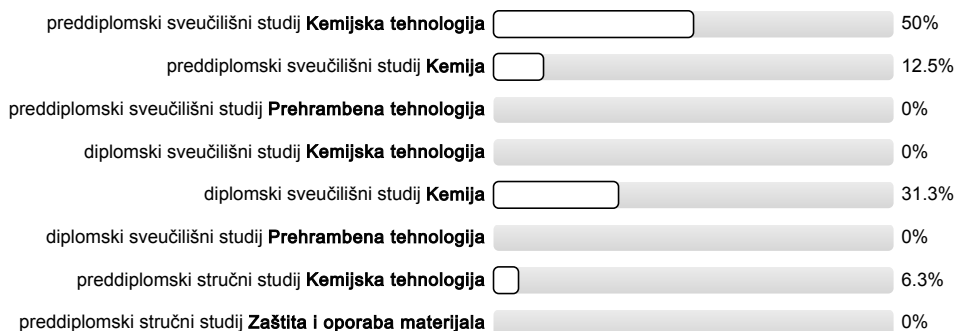 preddiplomski sveučilišni studij Kemijska tehnologija 50%
preddiplomski sveučilišni studij Kemija 12.5%
preddiplomski sveučilišni studij Prehrambena tehnologija 0%
diplomski sveučilišni studij Kemijska tehnologija 0%
diplomski sveučilišni studij Kemija 31.3%
diplomski sveučilišni studij Prehrambena tehnologija 0%
preddiplomski stručni studij Kemijska tehnologija 6.3%
preddiplomski stručni studij Zaštita i oporaba materijala 0%